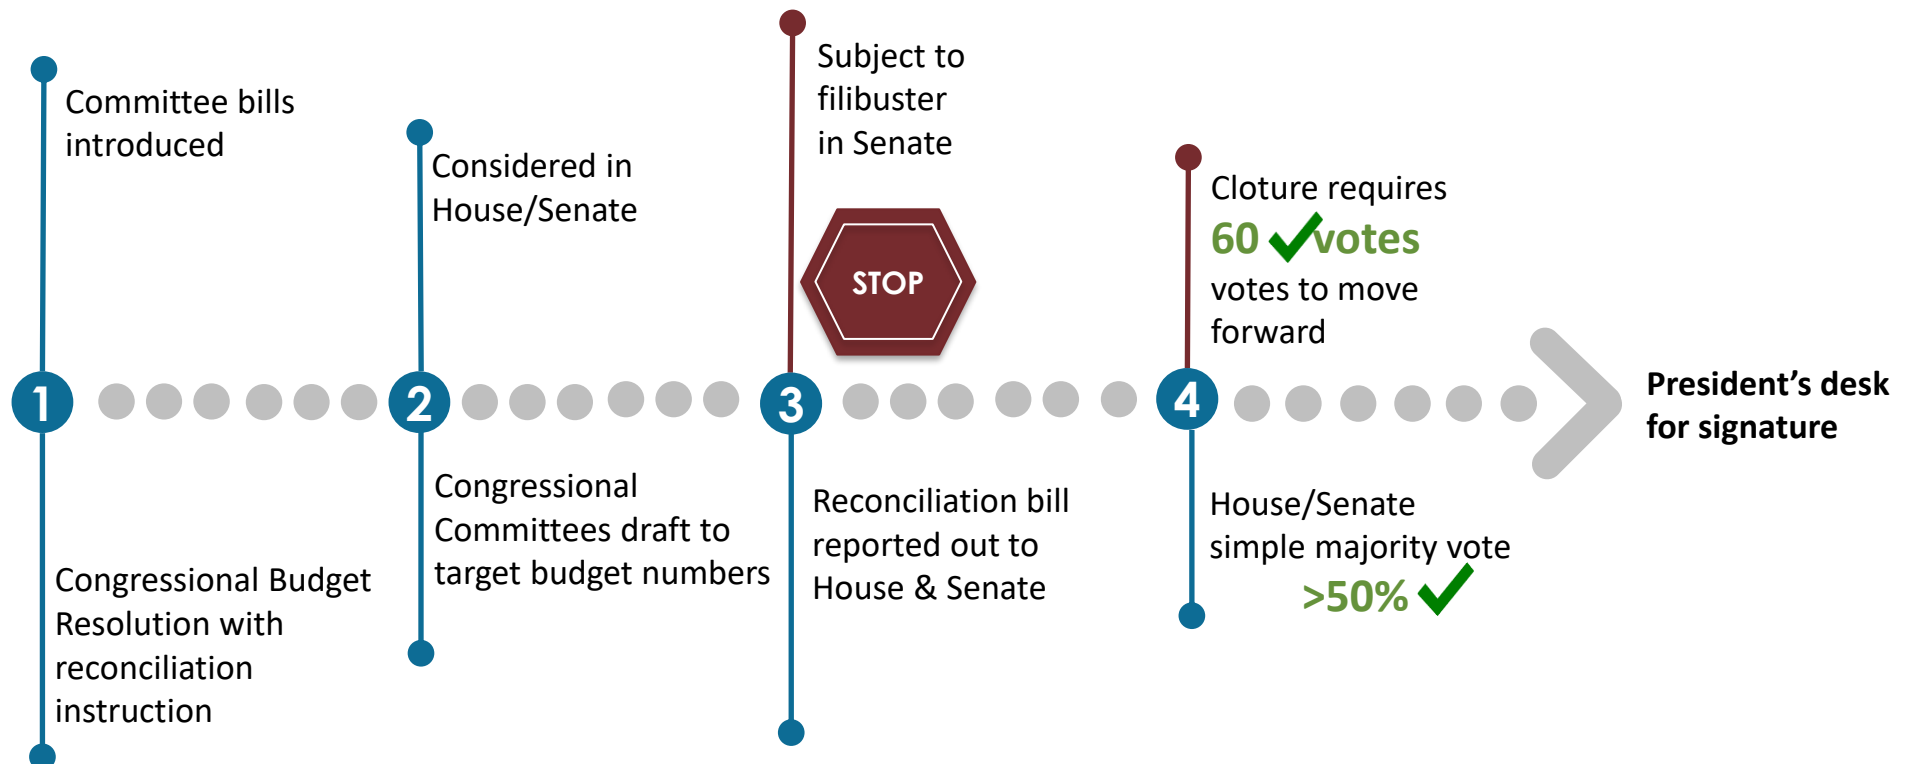 Committee bills
introduced
Considered in
House/Senate
Subject to
filibuster
in Senate
STOP
Cloture requires
60 votes
votes to move
forward
1
2
3
4
President’s desk
for signature
Congressional Budget
Resolution with
reconciliation
instruction
Congressional
Committees draft to
target budget numbers
Reconciliation bill
reported out to
House & Senate
House/Senate
simple majority vote
>50%